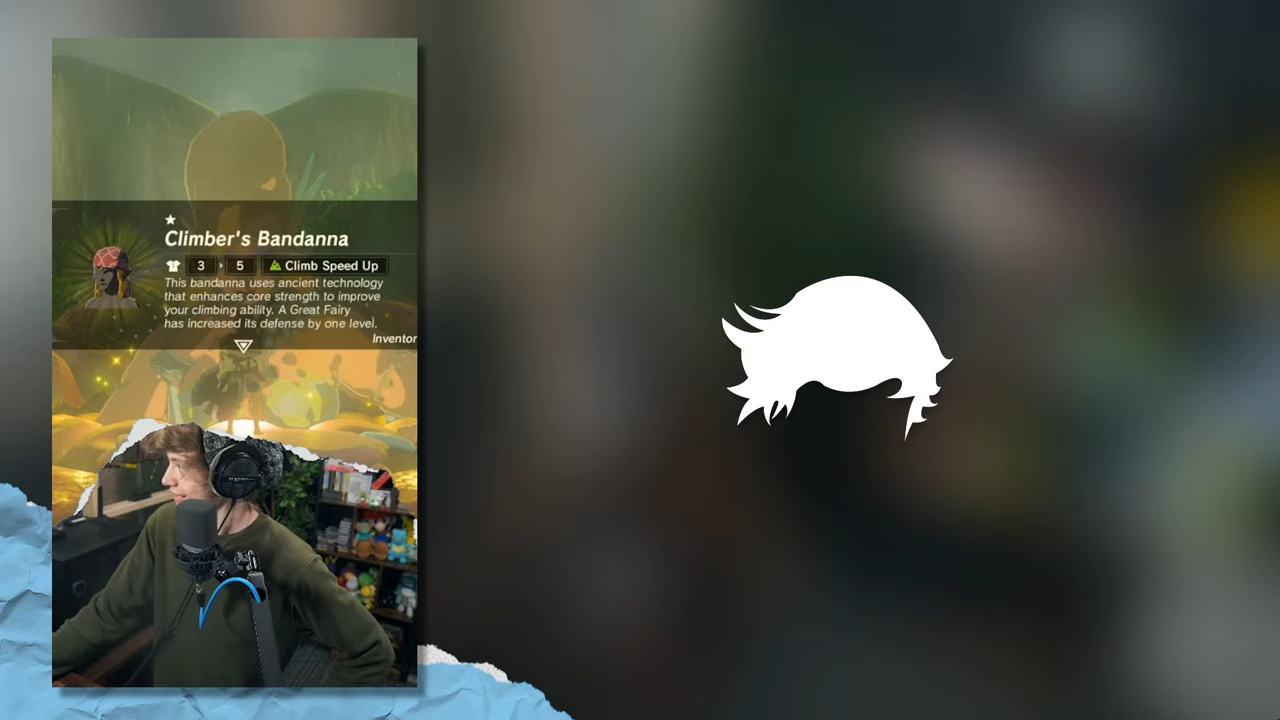 Climber's Bandanna
3 5 Climb Speed Up
This bandanna uses ancient technology
that enhances core strength to improve
your climbing ability. A Great Fairy
has increased its defense by one level.
Inventor